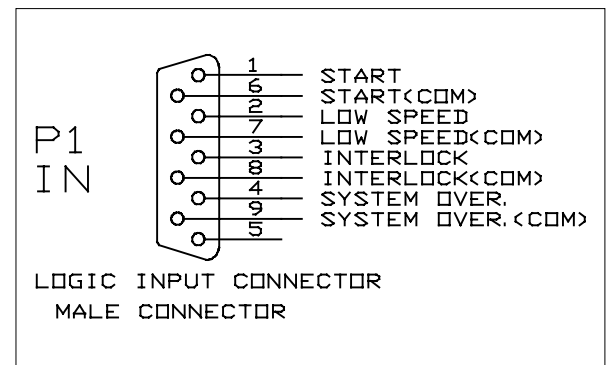 P1
IN
1 START
6 START(COM)
2 LOW SPEED
7 LOW SPEED(COM)
3 INTERLOCK
8 INTERLOCK(COM)
4 SYSTEM OVER.
9 SYSTEM OVER.(COM)
5
LOGIC INPUT CONNECTOR
MALE CONNECTOR